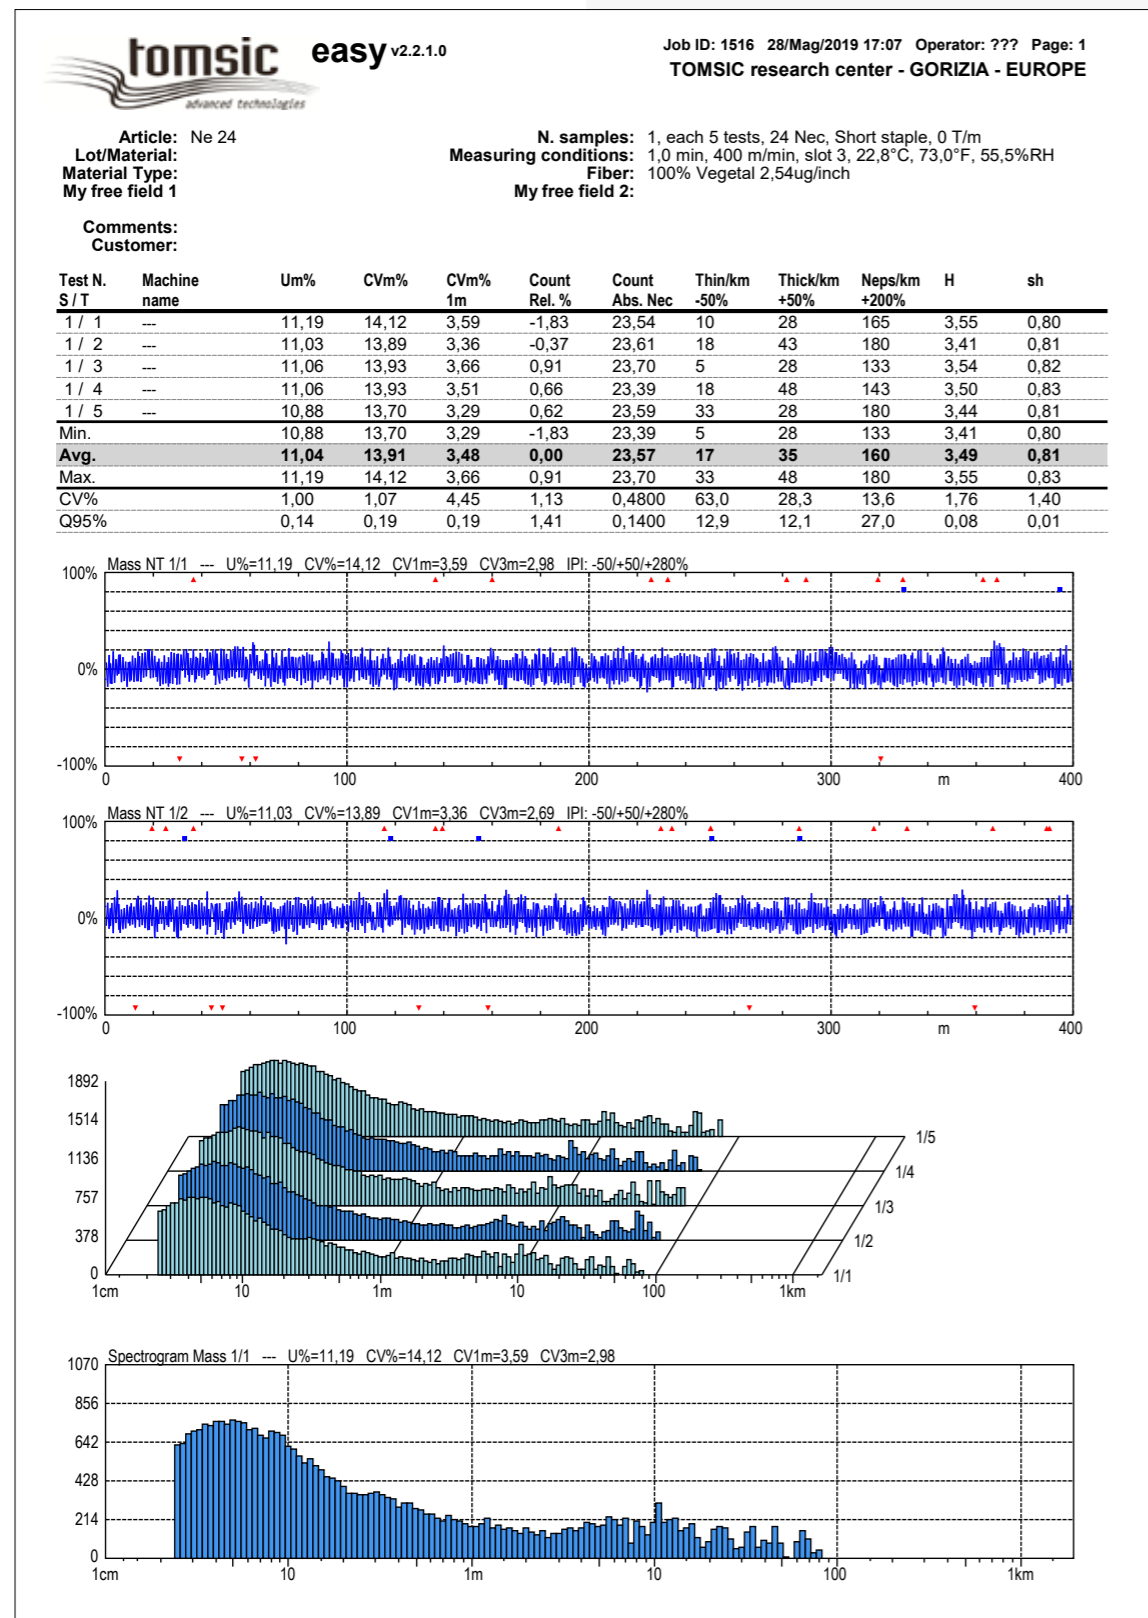 tomsic
advanced technologies
easy v2.2.1.0
Job ID: 1516 28/Mag/2019 17:07 Operator: ??? Page: 1
TOMSIC research center - GORIZIA - EUROPE
Article: Ne 24
Lot/Material:
Material Type:
My free field 1
N. samples: 1, each 5 tests, 24 Nec, Short staple, 0 T/m
Measuring conditions: 1,0 min, 400 m/min, slot 3, 22,8°C, 73,0°F, 55,5%RH
Fiber: 100% Vegetal 2,54ug/inch
My free field 2:
Comments:
Customer:
Test N. Machine Um% CVm% CVm% Count Count Thin/km Thick/km Neps/km H sh
S / T name 1m Rel. % Abs. Nec -50% +50% +200%
1 / 1 --- 11,19 14,12 3,59 -1,83 23,54 10 28 165 3,55 0,80
1 / 2 --- 11,03 13,89 3,36 -0,37 23,61 18 43 180 3,41 0,81
1 / 3 --- 11,06 13,93 3,66 0,91 23,70 5 28 133 3,54 0,82
1 / 4 --- 11,06 13,93 3,51 0,66 23,39 18 48 143 3,50 0,83
1 / 5 --- 10,88 13,70 3,29 0,62 23,59 33 28 180 3,44 0,81
Min. 10,88 13,70 3,29 -1,83 23,39 5 28 133 3,41 0,80
Avg. 11,04 13,91 3,48 0,00 23,57 17 35 160 3,49 0,81
Max. 11,19 14,12 3,66 0,91 23,70 33 48 180 3,55 0,83
CV% 1,00 1,07 4,45 1,13 0,4800 63,0 28,3 13,6 1,76 1,40
Q95% 0,14 0,19 0,19 1,41 0,1400 12,9 12,1 27,0 0,08 0,01
Mass NT 1/1 --- U%=11,19 CV%=14,12 CV1m=3,59 CV3m=2,98 IPI: -50/+50/+280%
100%
0%
-100%
0 100 200 300 m 400
Mass NT 1/2 --- U%=11,03 CV%=13,89 CV1m=3,36 CV3m=2,69 IPI: -50/+50/+280%
100%
0%
-100%
0 100 200 300 m 400
1892
1514
1136
757
378
0
1/5
1/4
1/3
1/2
1/1
1cm 10 1m 10 100 1km
Spectrogram Mass 1/1 --- U%=11,19 CV%=14,12 CV1m=3,59 CV3m=2,98
1070
856
642
428
214
0
1cm 10 1m 10 100 1km